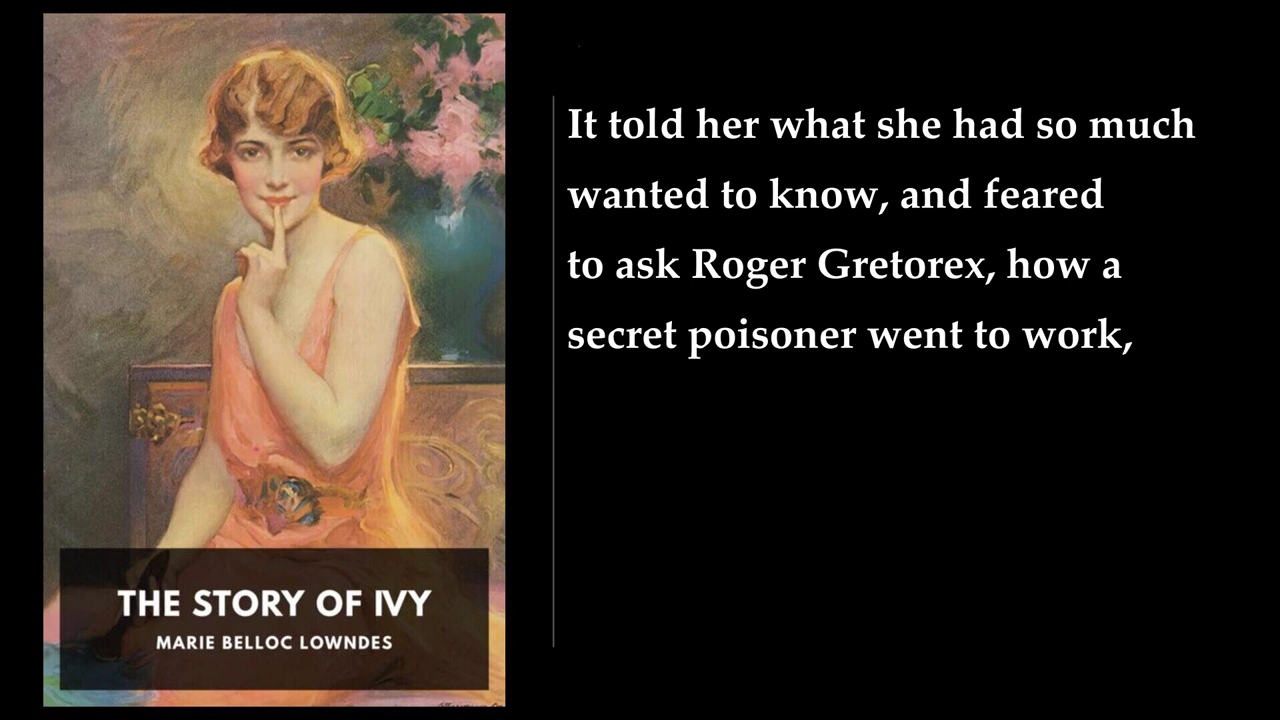 It told her what she had so much
wanted to know, and feared
to ask Roger Gretorex, how a
secret poisoner went to work,
THE STORY OF IVY
MARIE BELLOC LOWNDES